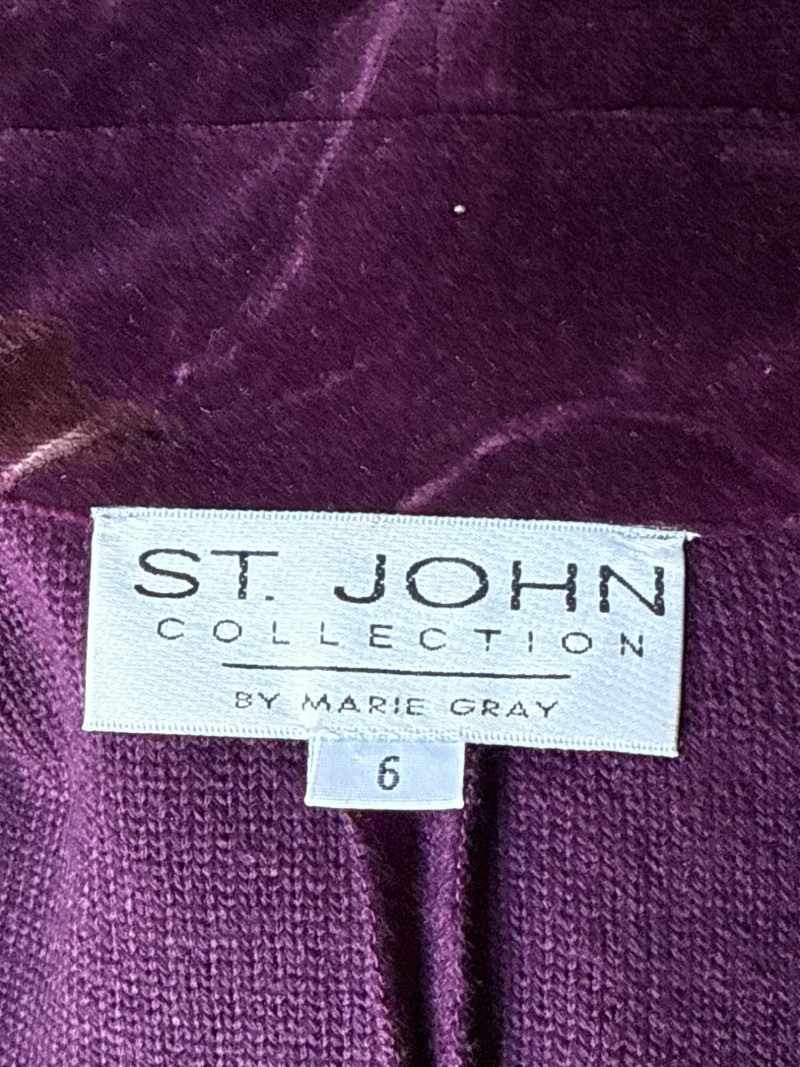 ST. JOHN
COLLECTION
BY MARIE GRAY
6